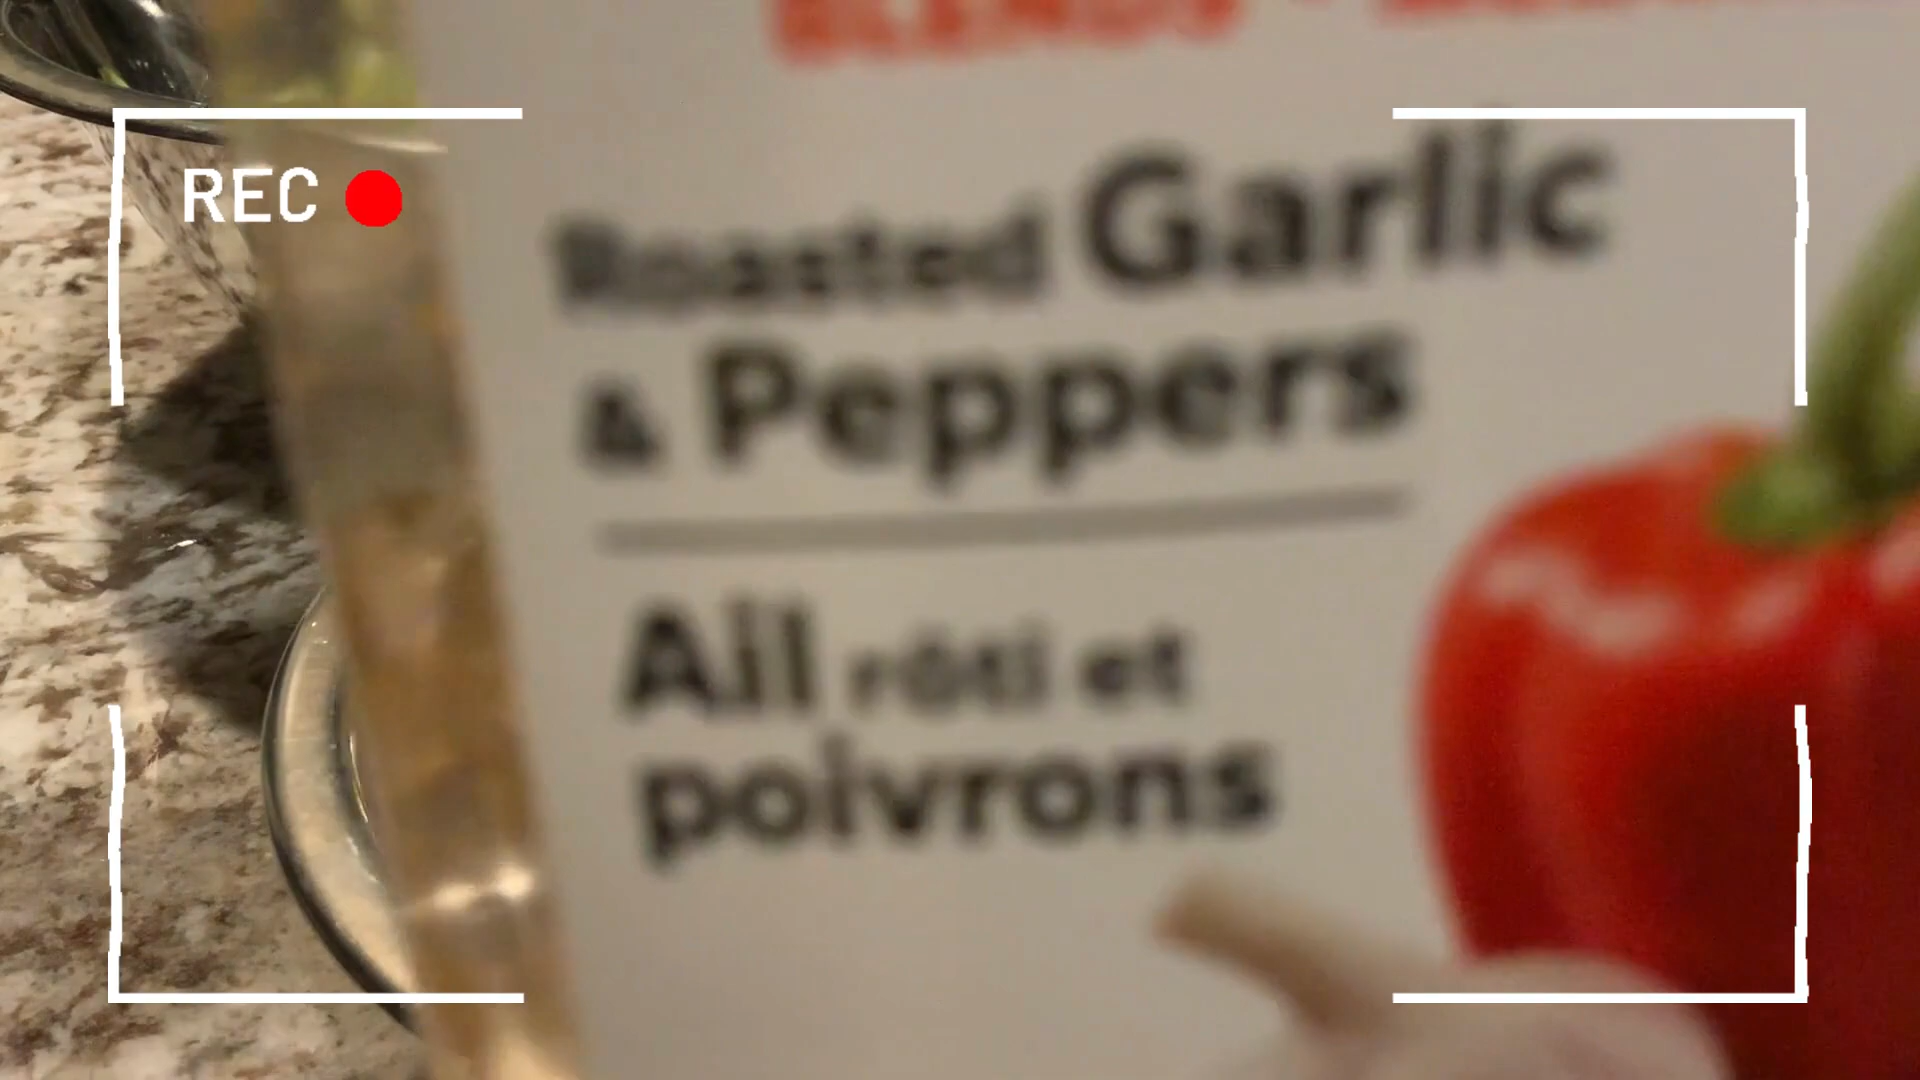 REC
Roasted Garlic
& Peppers
Ail rôti et
poivrons